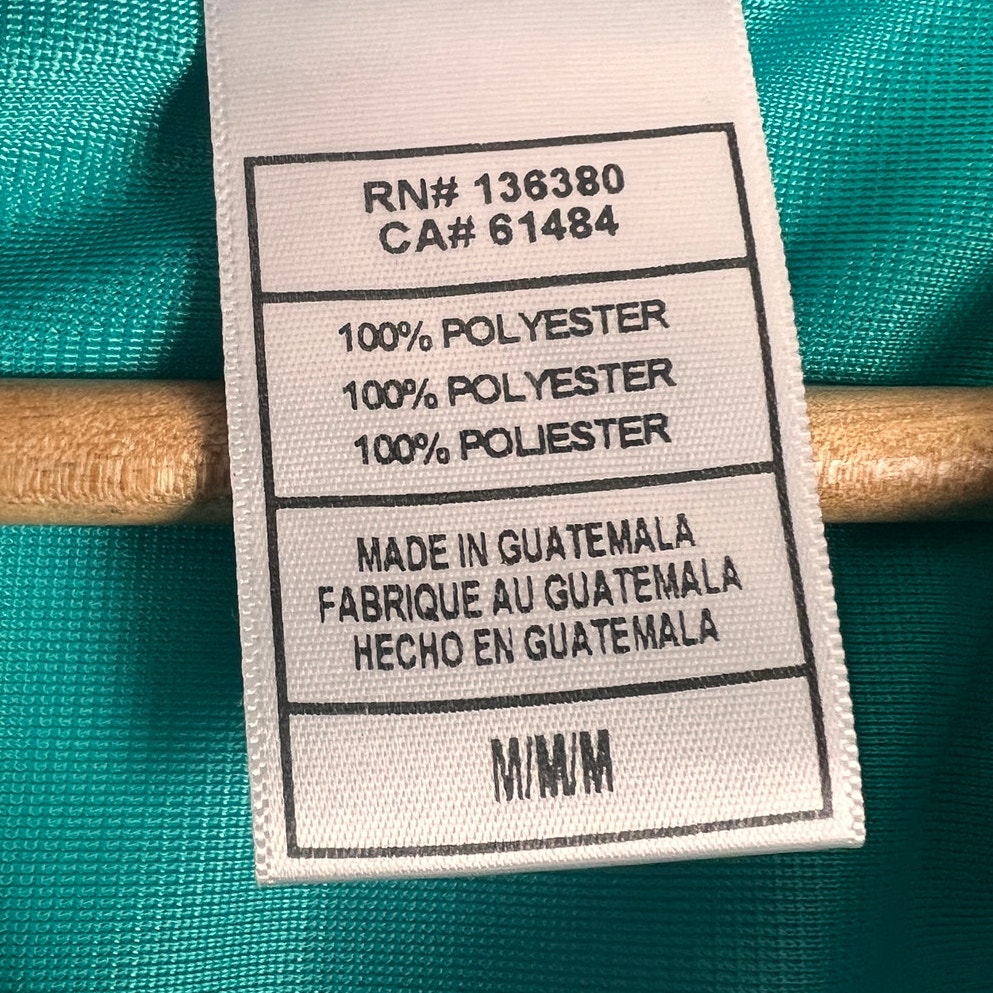 RN# 136380
CA# 61484
100% POLYESTER
100% POLYESTER
100% POLIESTER
MADE IN GUATEMALA
FABRIQUE AU GUATEMALA
HECHO EN GUATEMALA
M/M/M